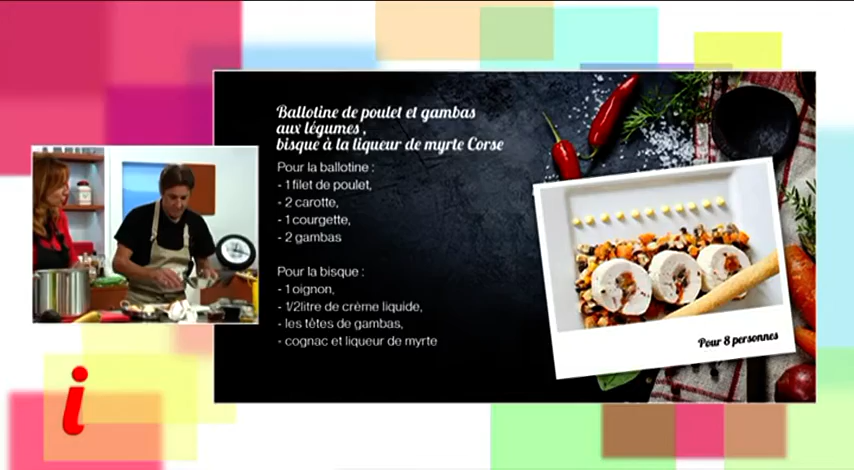 Ballotine de poulet et gambas
aux légumes ,
bisque à la liqueur de myrte Corse
Pour la ballotine :
- 1 filet de poulet,
- 2 carotte,
- 1 courgette,
- 2 gambas
Pour la bisque :
- 1 oignon,
- 1/2litre de crème liquide,
- les têtes de gambas,
- cognac et liqueur de myrte
Pour 8 personnes
i